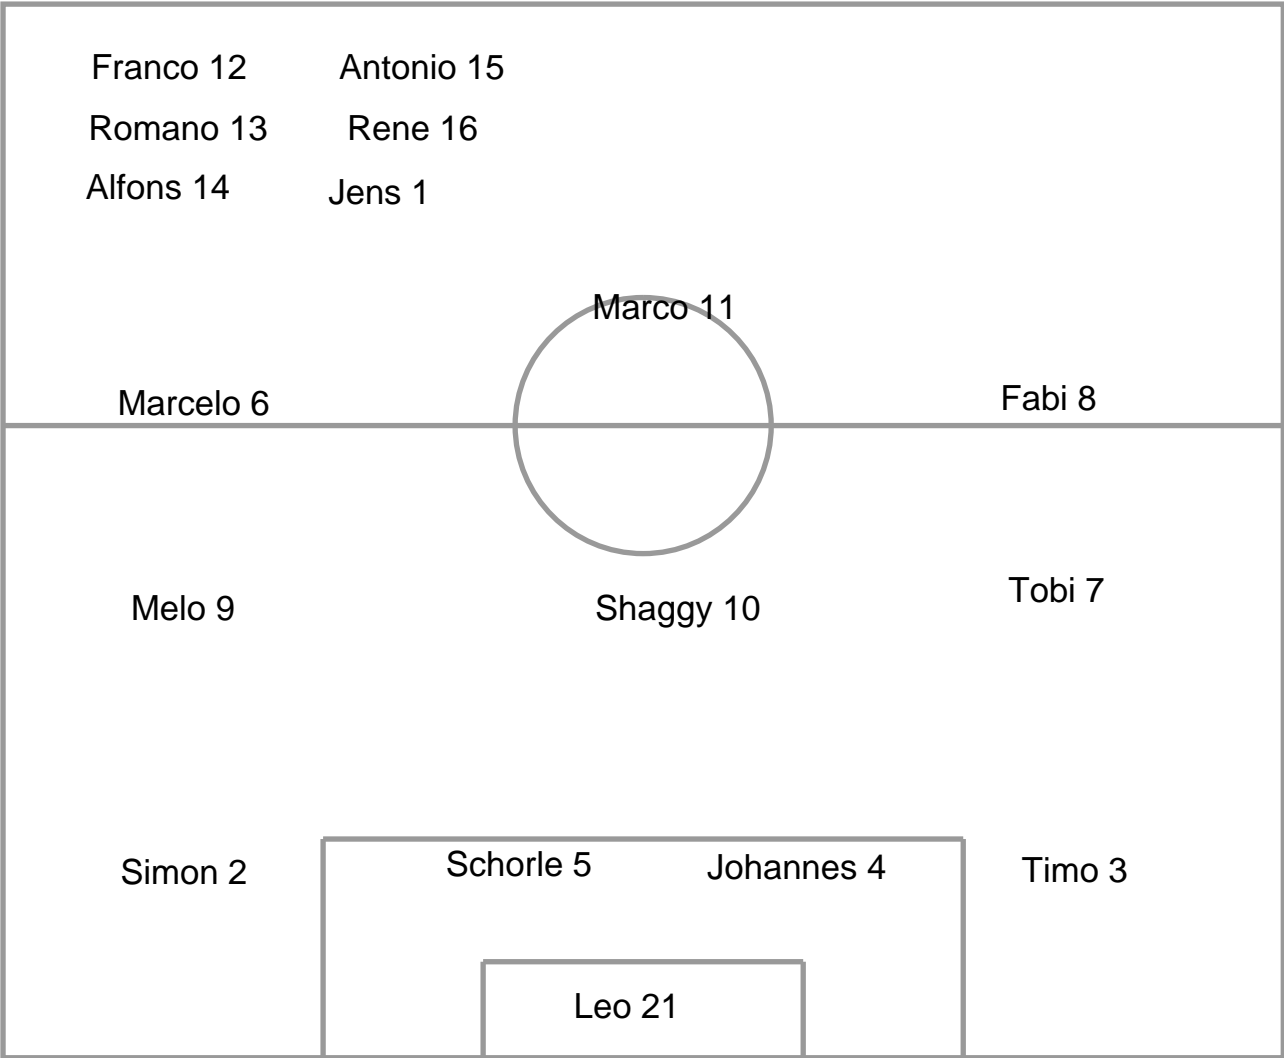 Franco 12 Antonio 15
Romano 13 Rene 16
Alfons 14 Jens 1
Marco 11
Marcelo 6 Fabi 8
Melo 9 Shaggy 10 Tobi 7
Simon 2 Schorle 5 Johannes 4 Timo 3
Leo 21